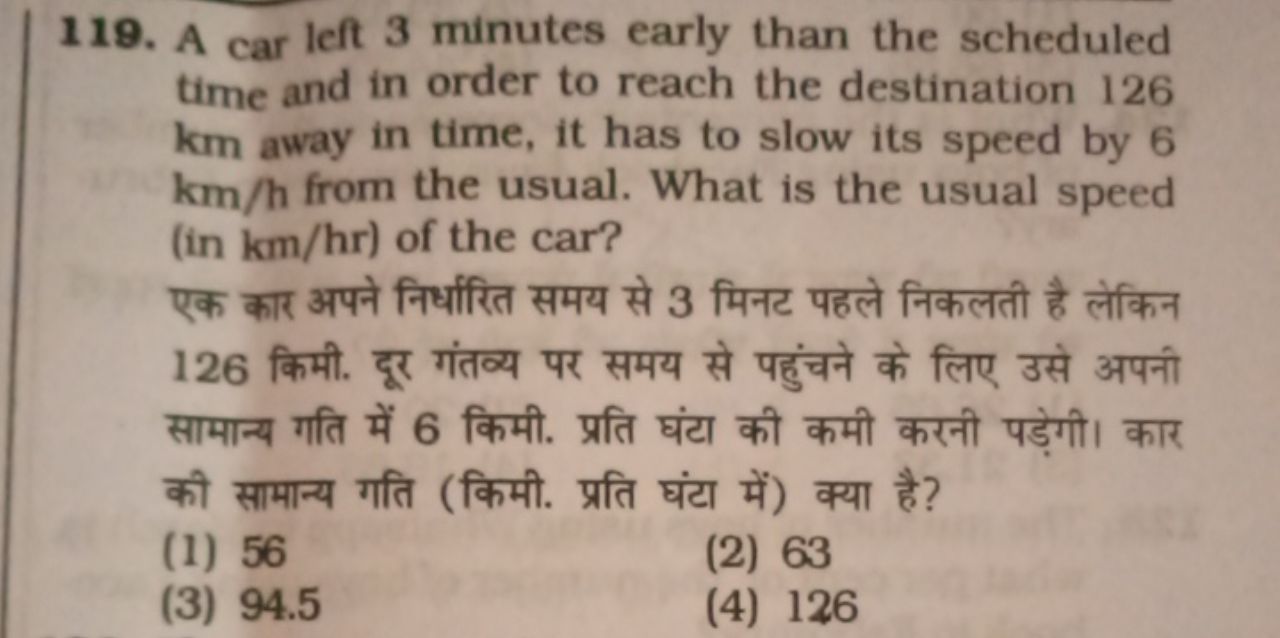 119. A car left 3 minutes early than the scheduled
time and in order to reach the destination 126
km away in time, it has to slow its speed by 6
km/h from the usual. What is the usual speed
(in km/hr) of the car?
एक कार अपने निर्धारित समय से 3 मिनट पहले निकलती है लेकिन
126 किमी. दूर गंतव्य पर समय से पहुंचने के लिए उसे अपनी
सामान्य गति में 6 किमी. प्रति घंटा की कमी करनी पड़ेगी। कार
की सामान्य गति (किमी. प्रति घंटा में) क्या है?
(1) 56 (2) 63
(3) 94.5 (4) 126